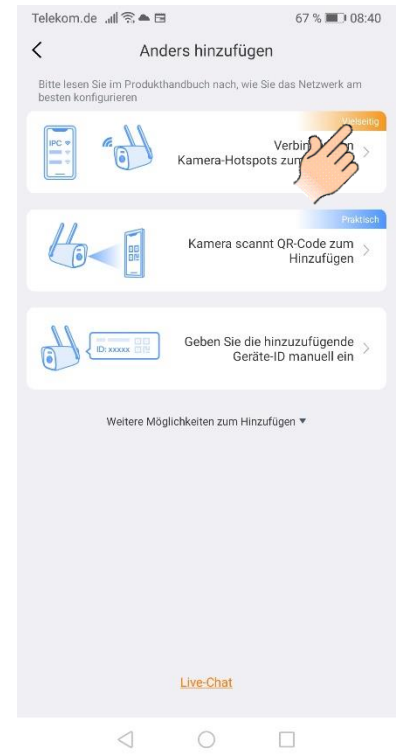 Telekom.de 67 % 08:40
Anders hinzufügen
Bitte lesen Sie im Produkthandbuch nach, wie Sie das Netzwerk am
besten konfigurieren
Vielseitig
IPC
Kamera-Hotspots
Praktisch
Kamera scannt QR-Code zum
Hinzufügen
ID: xxxxx
Geben Sie die hinzuzufügende
Geräte-ID manuell ein
Weitere Möglichkeiten zum Hinzufügen ▼
Live-Chat